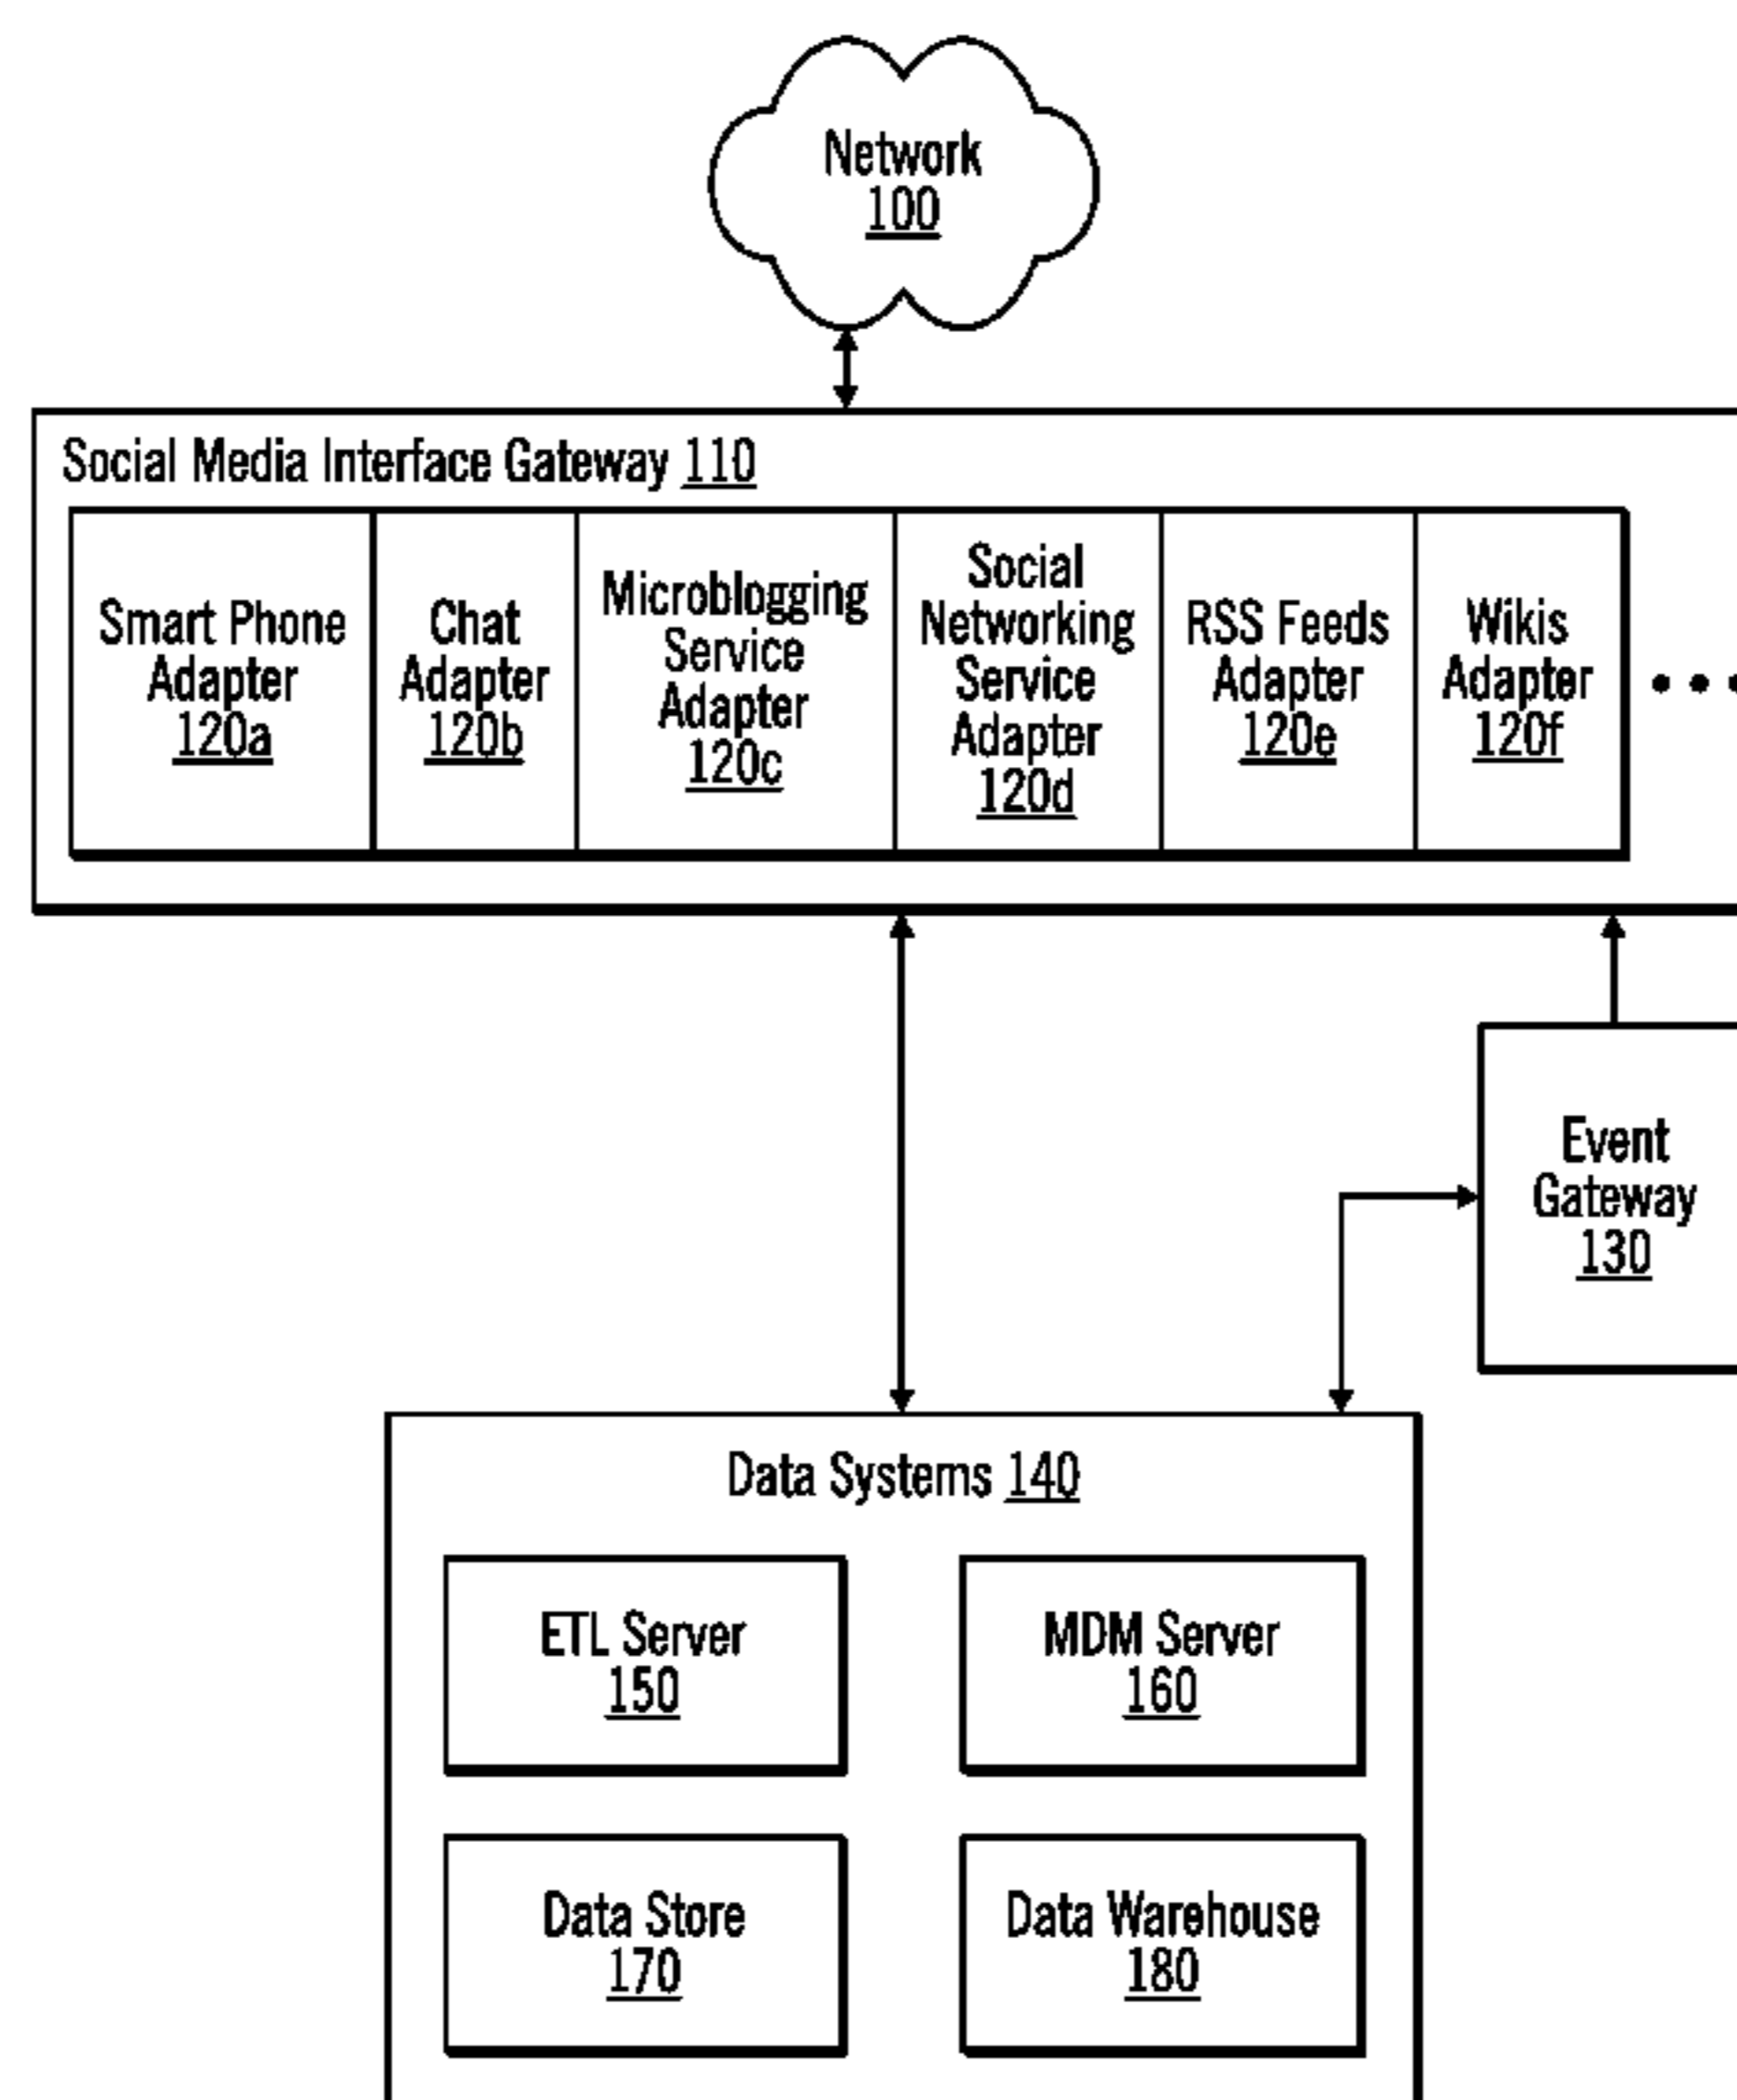 Network
100
Social Media Interface Gateway 110
Smart Phone
Adapter
120a
Chat
Adapter
120b
Microblogging
Service
Adapter
120c
Social
Networking
Service
Adapter
120d
RSS Feeds
Adapter
120e
Wikis
Adapter
120f
Event
Gateway
130
Data Systems 140
ETL Server
150
MDM Server
160
Data Store
170
Data Warehouse
180